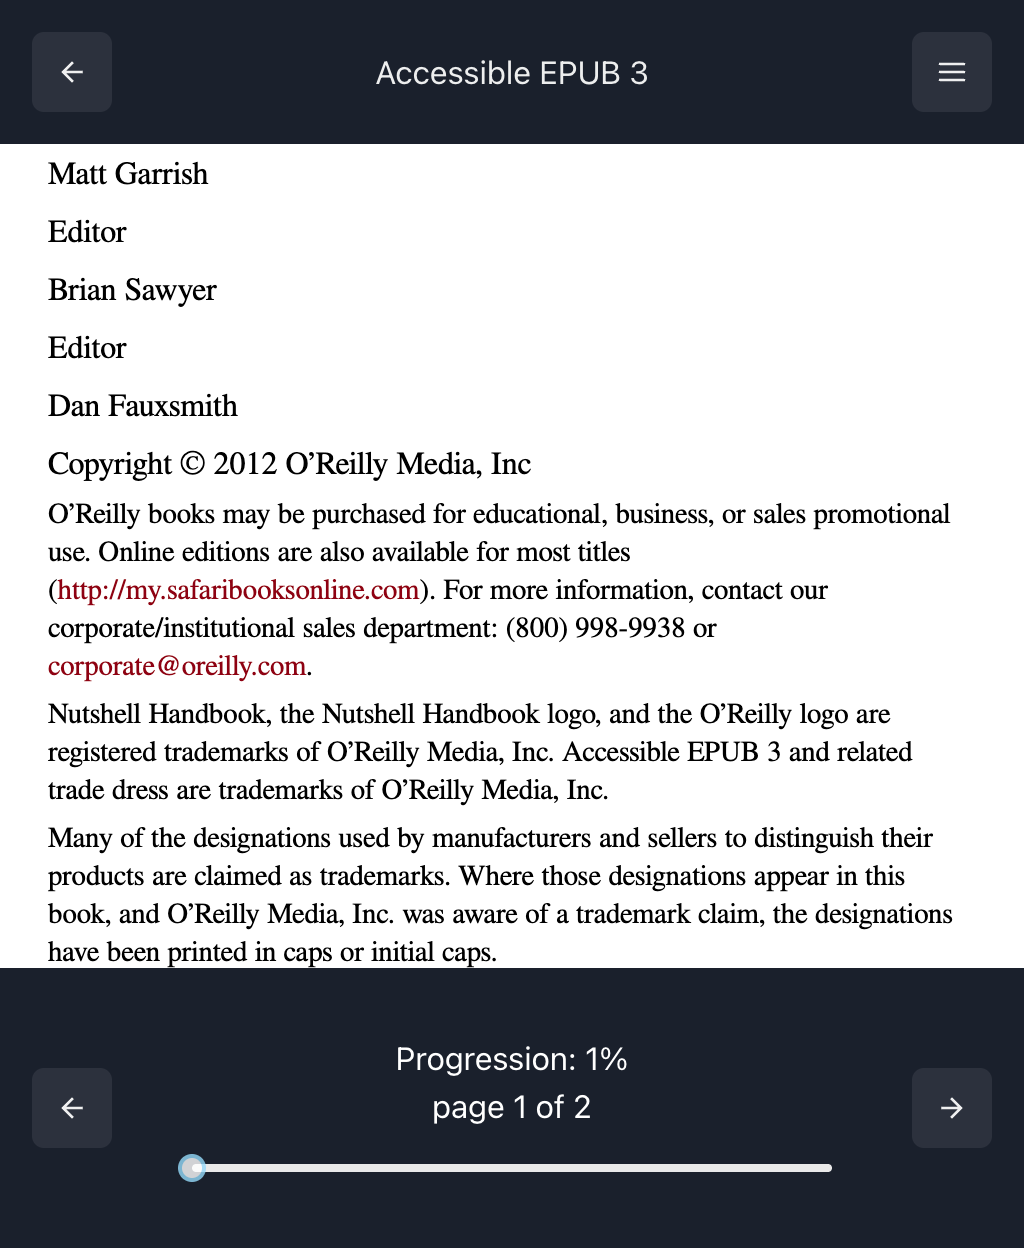 Accessible EPUB 3
Matt Garrish
Editor
Brian Sawyer
Editor
Dan Fauxsmith
Copyright © 2012 O’Reilly Media, Inc
O’Reilly books may be purchased for educational, business, or sales promotional
use. Online editions are also available for most titles
(http://my.safaribooksonline.com). For more information, contact our
corporate/institutional sales department: (800) 998-9938 or
corporate@oreilly.com.
Nutshell Handbook, the Nutshell Handbook logo, and the O’Reilly logo are
registered trademarks of O’Reilly Media, Inc. Accessible EPUB 3 and related
trade dress are trademarks of O’Reilly Media, Inc.
Many of the designations used by manufacturers and sellers to distinguish their
products are claimed as trademarks. Where those designations appear in this
book, and O’Reilly Media, Inc. was aware of a trademark claim, the designations
have been printed in caps or initial caps.
Progression: 1%
page 1 of 2